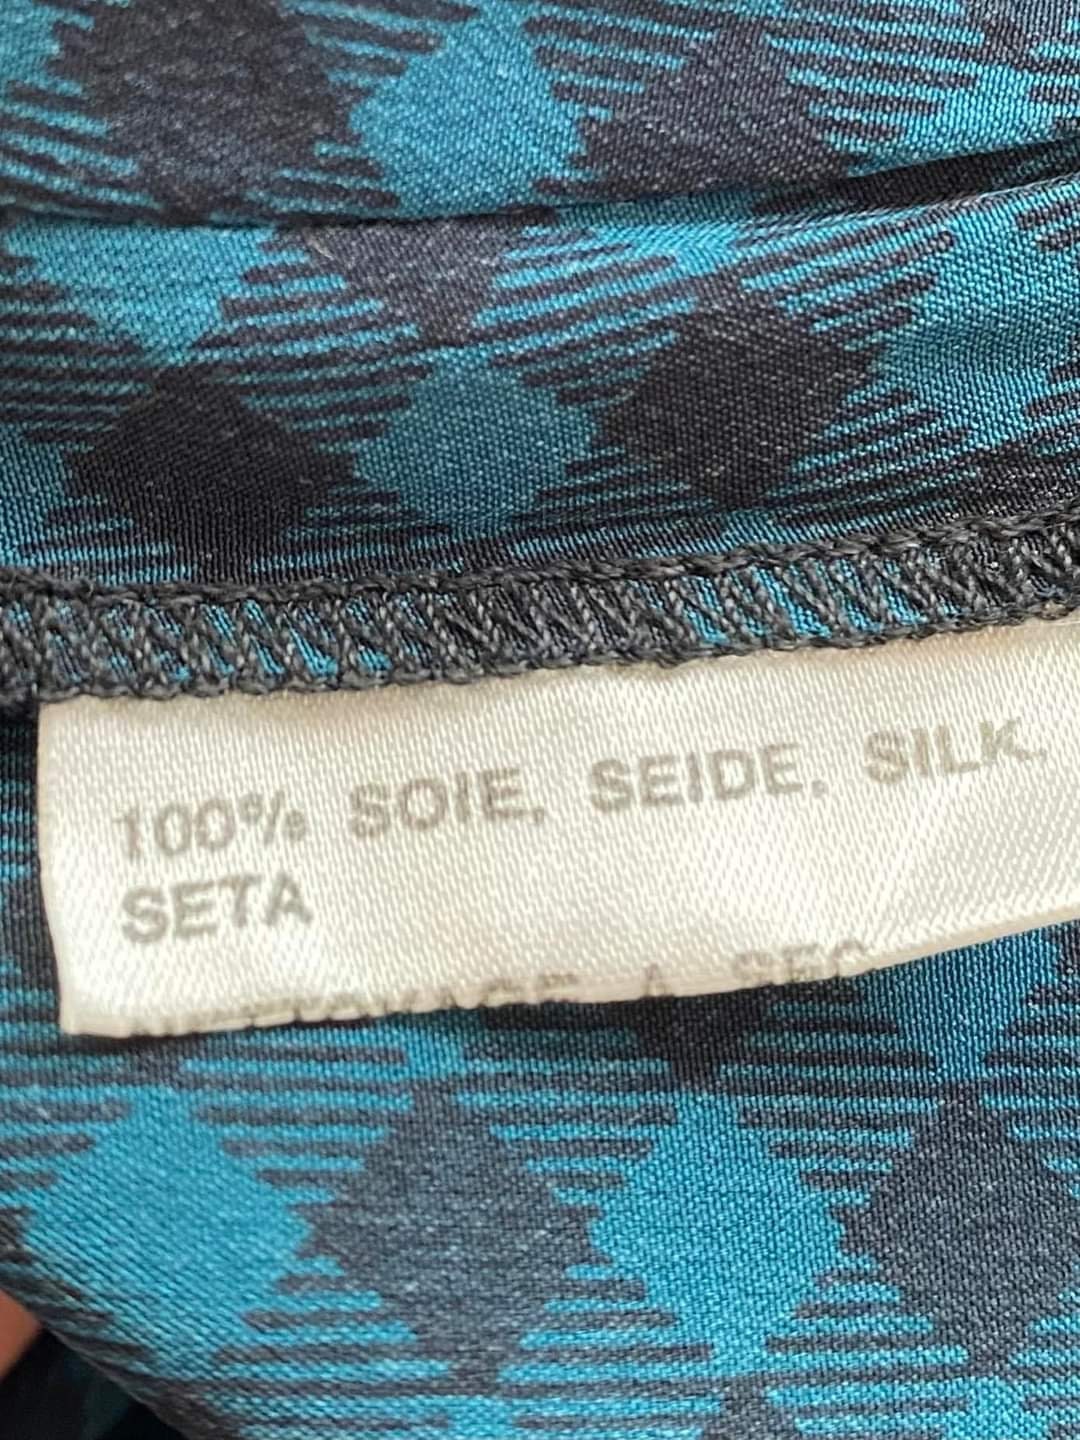 100% SOIE, SEIDE, SILK,
SETA